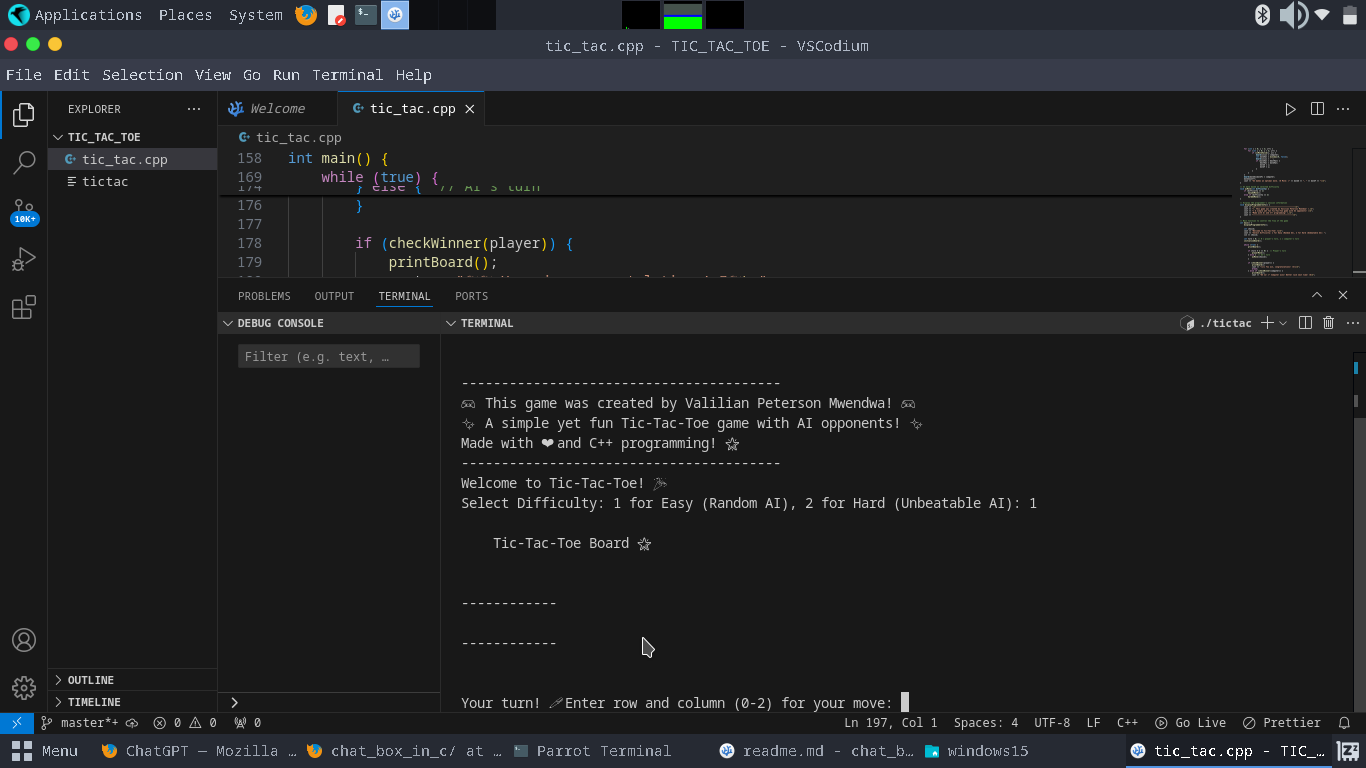 Applications Places System
tic_tac.cpp - TIC_TAC_TOE - VSCodium
File Edit Selection View Go Run Terminal Help
EXPLORER
Welcome
tic_tac.cpp
TIC_TAC_TOE
tic_tac.cpp
tictac
10K+
tic_tac.cpp
158 int main() {
169 while (true) {
174 } else { // AI's turn
176 }
177
178 if (checkWinner(player)) {
179 printBoard();
PROBLEMS OUTPUT TERMINAL PORTS
DEBUG CONSOLE
TERMINAL
./tictac
Filter (e.g. text, …
----------------------------------------
🎮 This game was created by Valilian Peterson Mwendwa! 🎮
✨ A simple yet fun Tic-Tac-Toe game with AI opponents! ✨
Made with ❤ and C++ programming! 🌟
----------------------------------------
Welcome to Tic-Tac-Toe! 🎉
Select Difficulty: 1 for Easy (Random AI), 2 for Hard (Unbeatable AI): 1
Tic-Tac-Toe Board 🌟
------------
------------
Your turn! Enter row and column (0-2) for your move:
OUTLINE
TIMELINE
master*+ 0 0 0
Ln 197, Col 1 Spaces: 4 UTF-8 LF C++ Go Live Prettier
Menu
ChatGPT — Mozilla …
chat_box_in_c/ at …
Parrot Terminal
readme.md - chat_b…
windows15
tic_tac.cpp - TIC_…